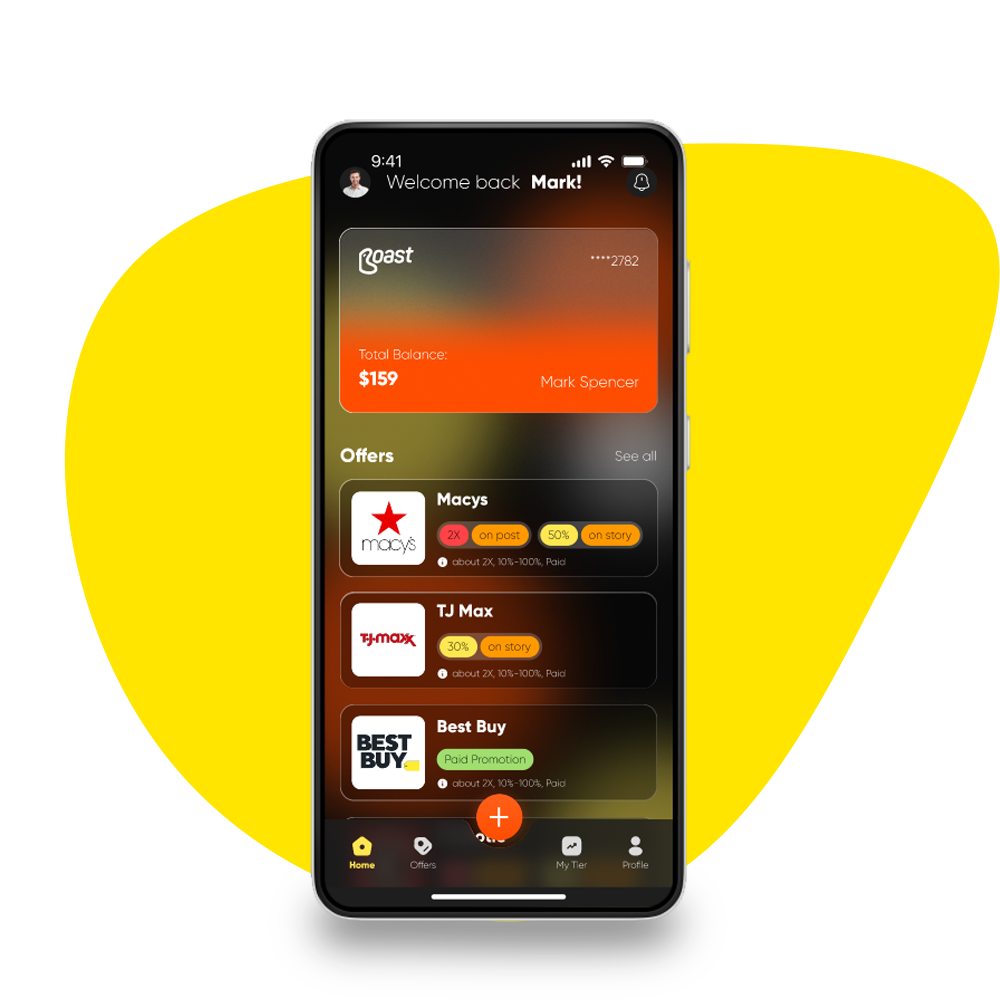 9:41
Welcome back Mark!
Roast
****2782
Total Balance:
$159
Mark Spencer
Offers
See all
macy's
Macys
2X on post 50% on story
about 2X, 10%-100%, Paid
T·J·maxx
TJ Max
30% on story
about 2X, 10%-100%, Paid
BEST
BUY
Best Buy
Paid Promotion
about 2X, 10%-100%, Paid
+
Home
Offers
My Tier
Profile